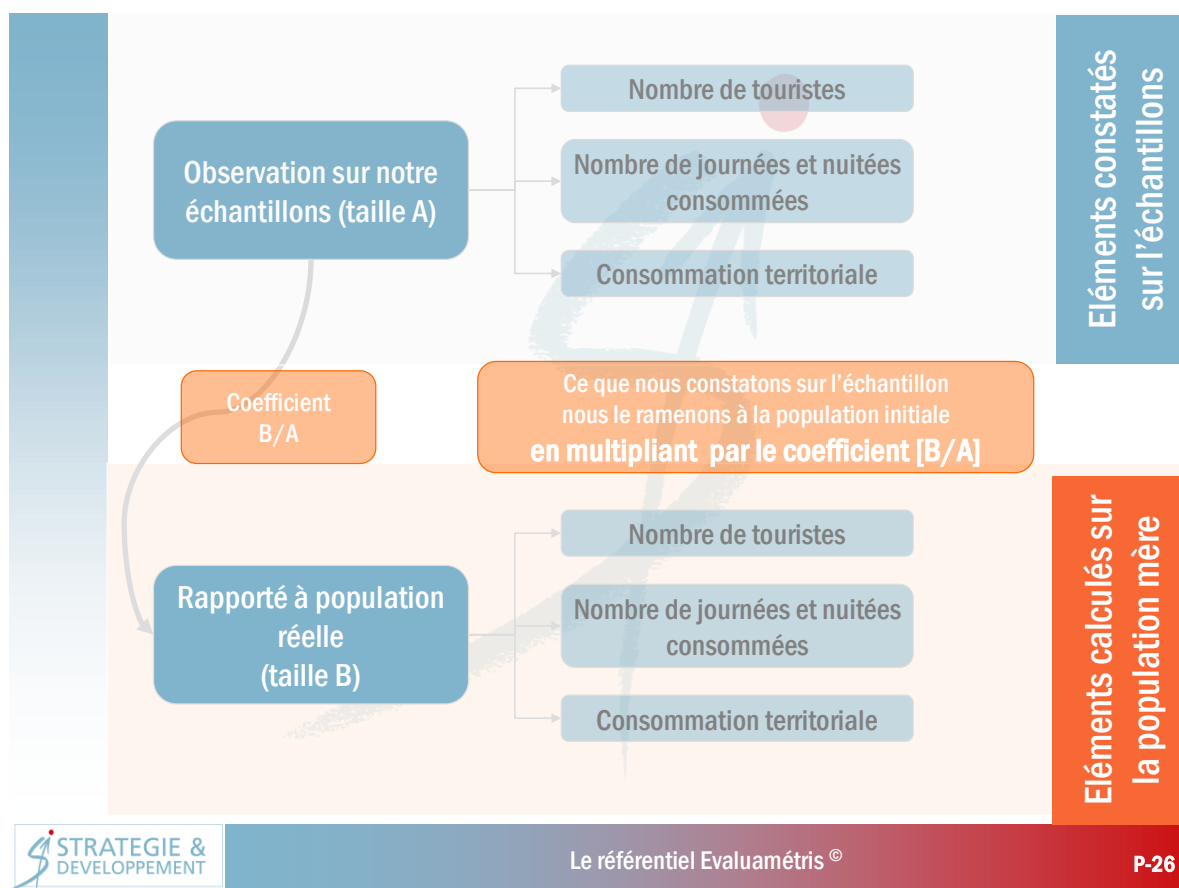 Nombre de touristes
Observation sur notre
échantillons (taille A)
Nombre de journées et nuitées
consommées
Consommation territoriale
Eléments constatés
sur l'échantillons
Coefficient
B/A
Ce que nous constatons sur l'échantillon
nous le ramenons à la population initiale
en multipliant par le coefficient [B/A]
Nombre de touristes
Rapporté à population
réelle
(taille B)
Nombre de journées et nuitées
consommées
Consommation territoriale
Eléments calculés sur
la population mère
STRATEGIE &
DEVELOPPEMENT
Le référentiel Evaluamétris ©
P-26